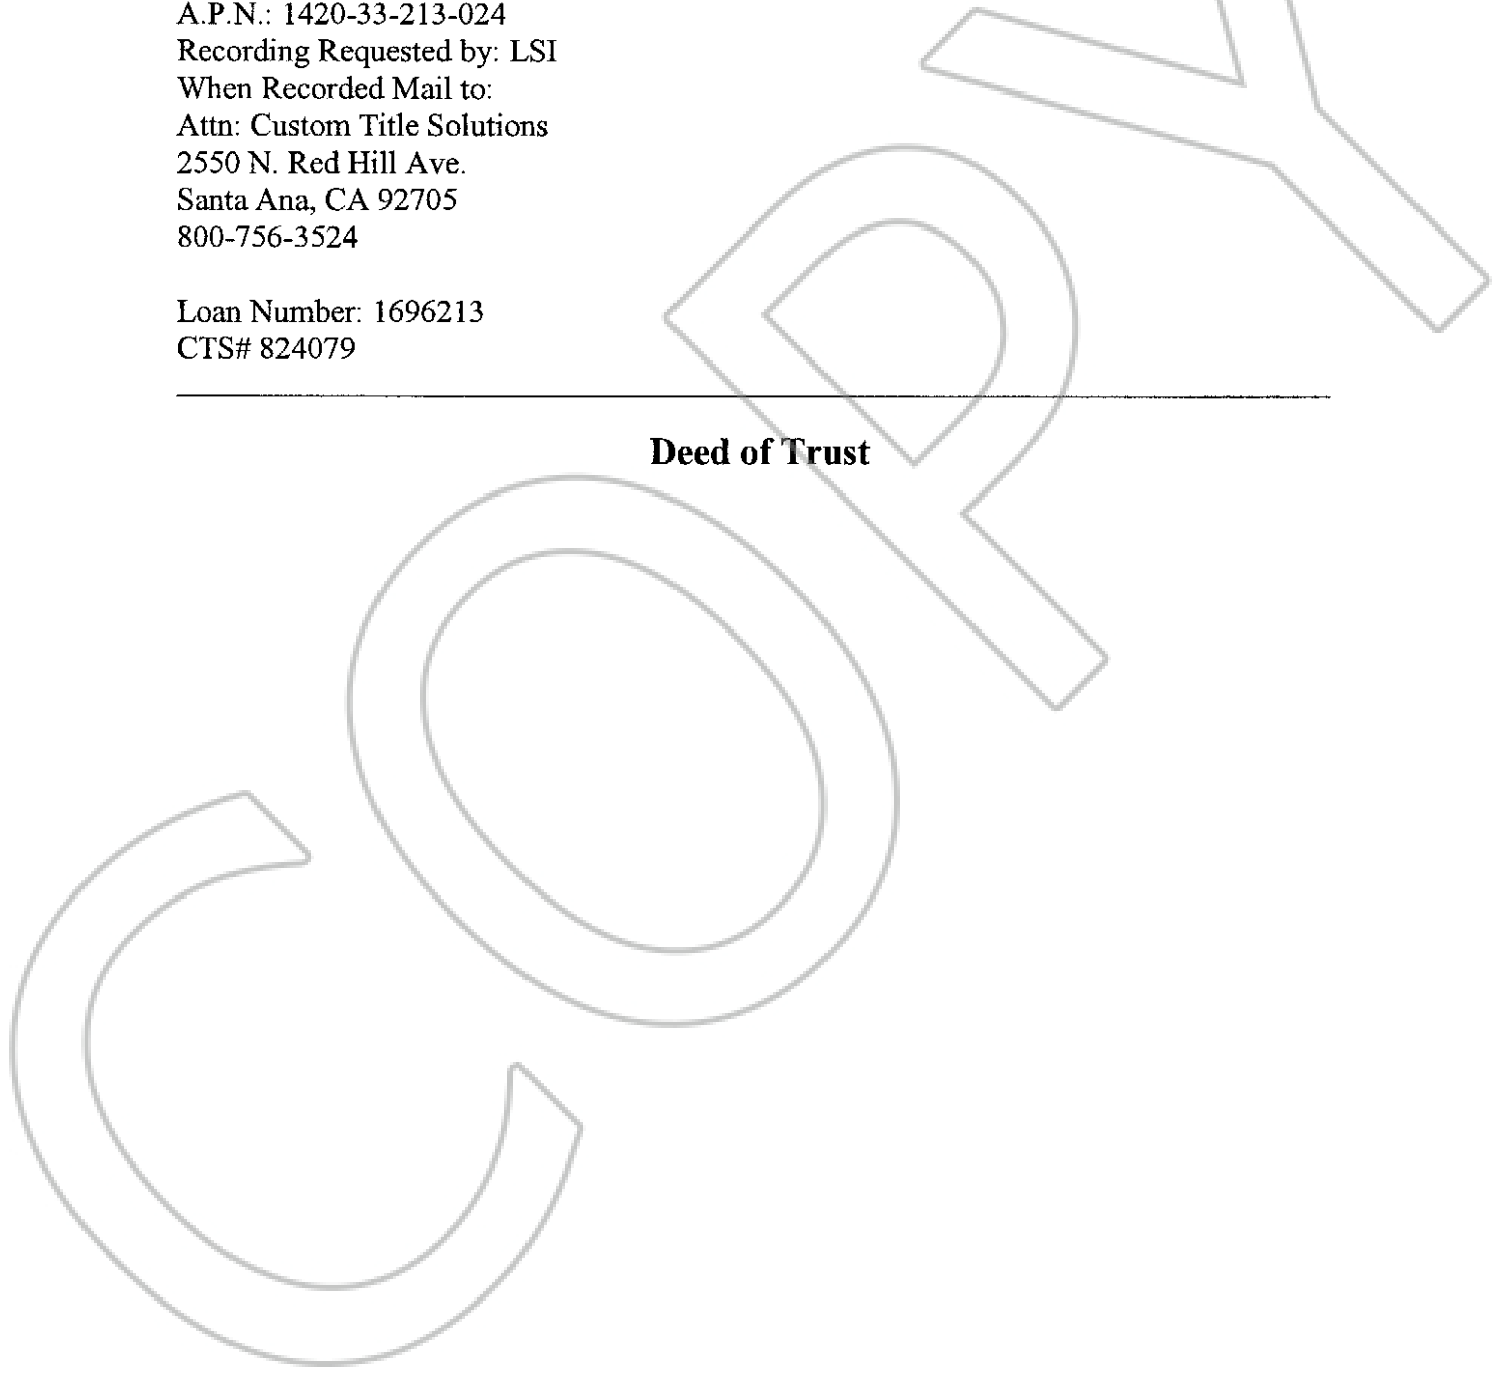 A.P.N.: 1420-33-213-024
Recording Requested by: LSI
When Recorded Mail to:
Attn: Custom Title Solutions
2550 N. Red Hill Ave.
Santa Ana, CA 92705
800-756-3524
Loan Number: 1696213
CTS# 824079
Deed of Trust
COPY